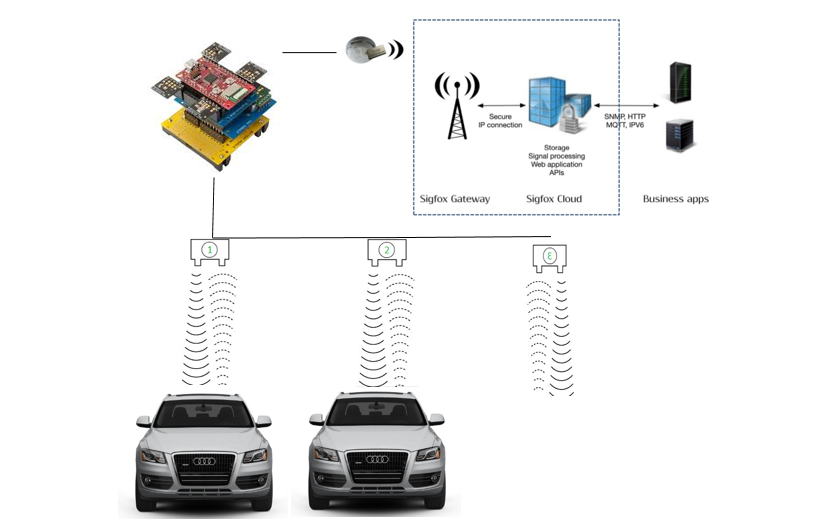 Secure
IP connection
SNMP, HTTP
MQTT, IPV6
Storage
Signal processing
Web application
APIs
Sigfox Gateway
Sigfox Cloud
Business apps
1
2
3